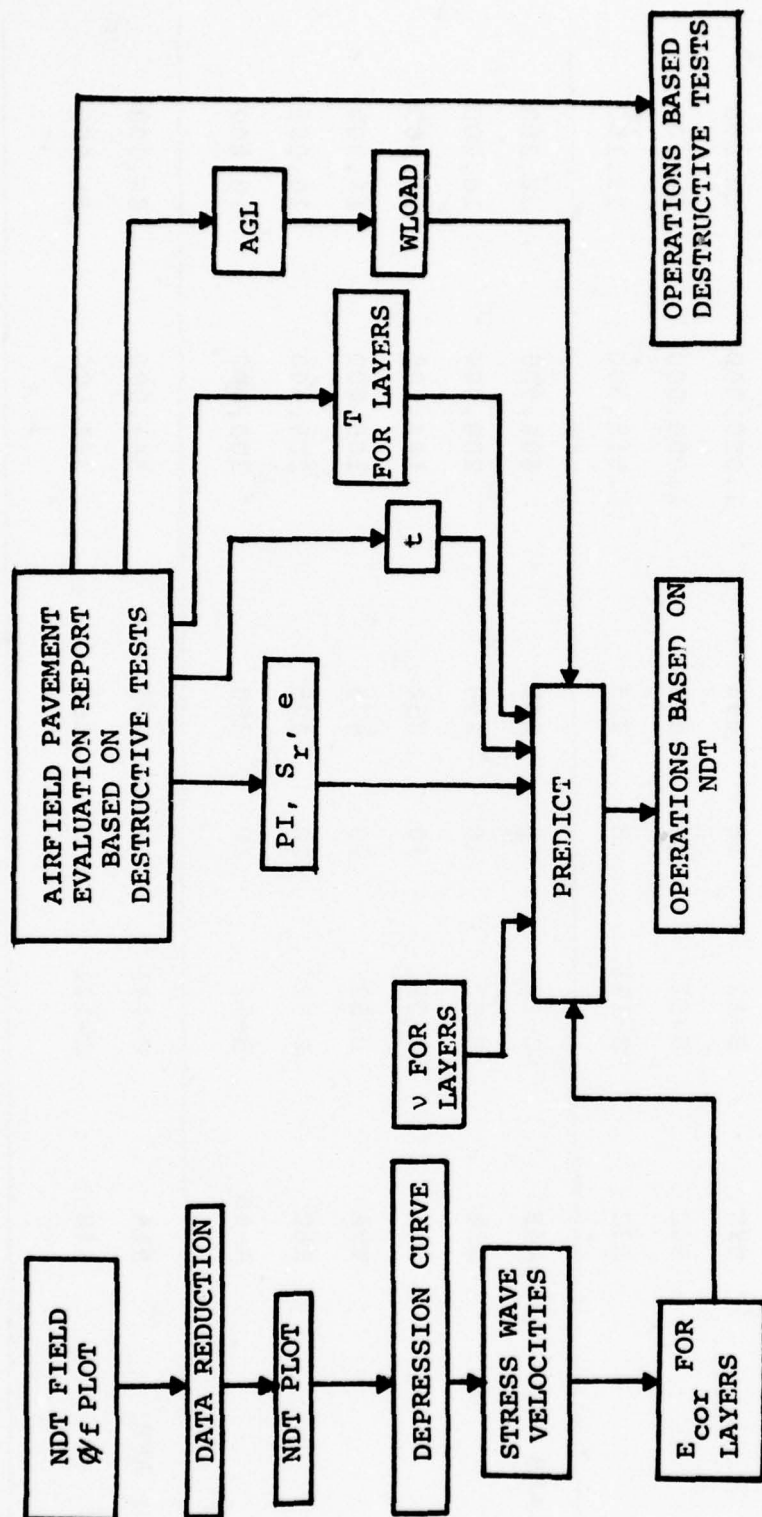 NDT FIELD
Ø/f PLOT
DATA REDUCTION
NDT PLOT
DEPRESSION CURVE
STRESS WAVE
VELOCITIES
E_cor FOR
LAYERS
ν FOR
LAYERS
AIRFIELD PAVEMENT
EVALUATION REPORT
BASED ON
DESTRUCTIVE TESTS
PI, S_r, e
t
T
FOR LAYERS
AGL
WLOAD
PREDICT
OPERATIONS BASED ON
NDT
OPERATIONS BASED
DESTRUCTIVE TESTS